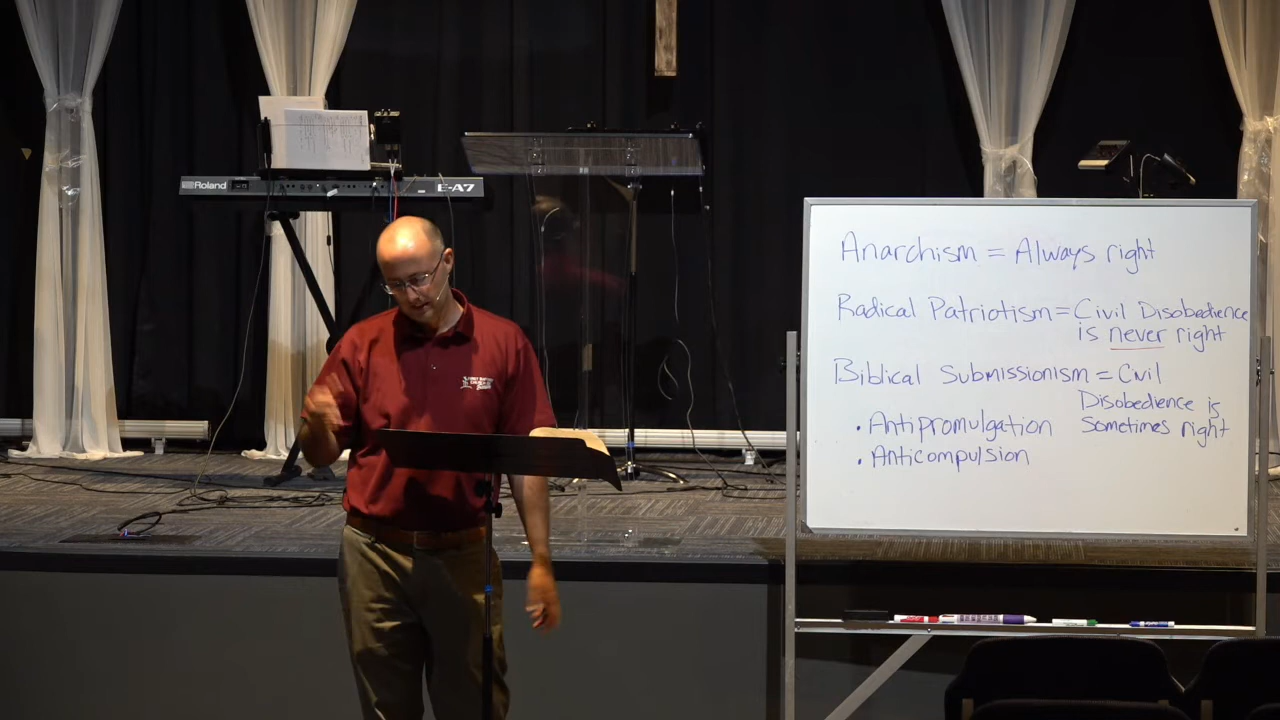 Roland
E-A7
Anarchism = Always right
Radical Patriotism = Civil Disobedience
is never right
Biblical Submissionism = Civil
Disobedience is
Sometimes right
• Antipromulgation
• Anticompulsion